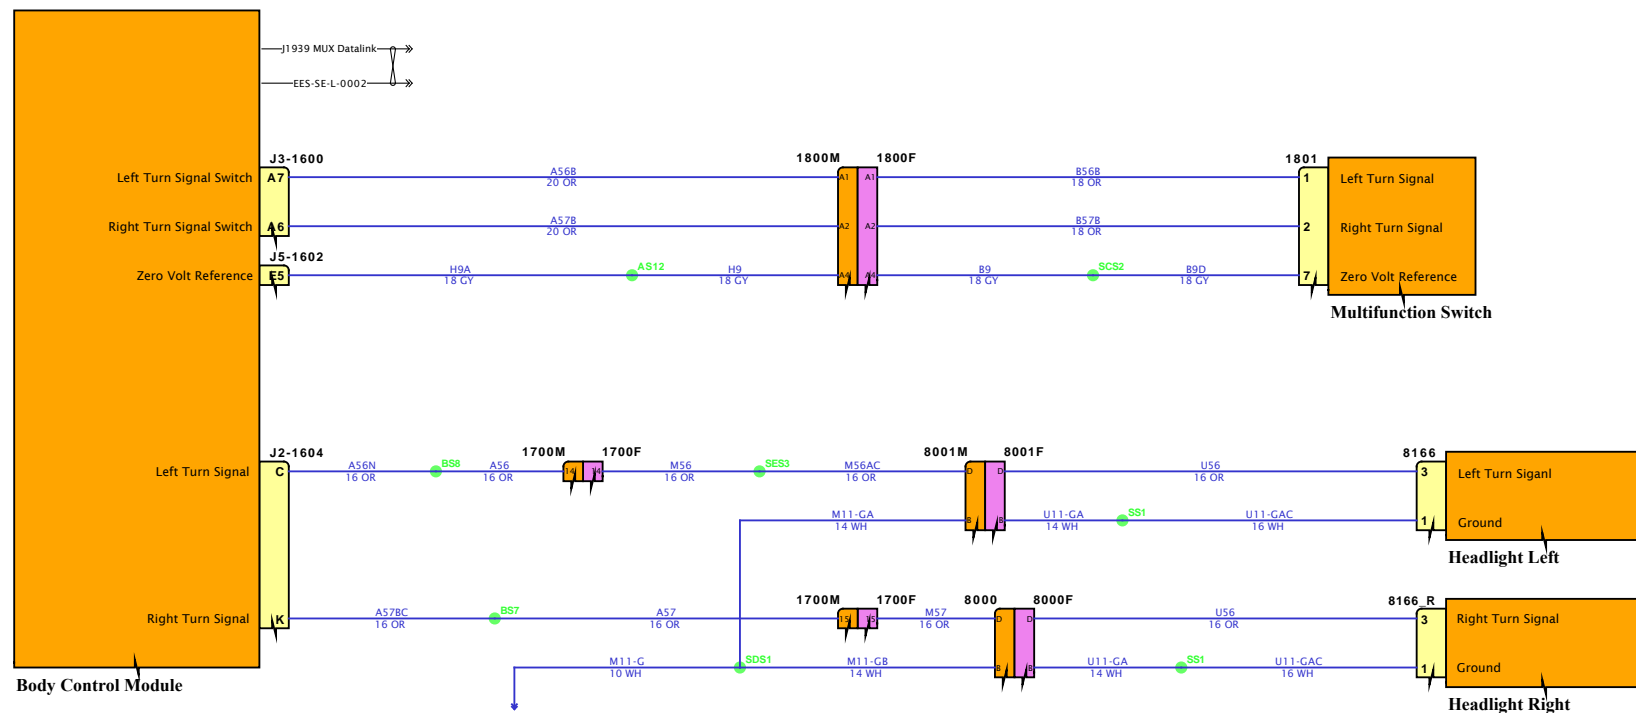 J1939 MUX Datalink
EES-SE-L-0002
J3-1600
1800M 1800F
1801
Left Turn Signal Switch A7 A56B A1 A1 B56B 1 Left Turn Signal
20 OR 18 OR
Right Turn Signal Switch A6 A57B A2 A2 B57B 2 Right Turn Signal
20 OR 18 OR
J5-1602
Zero Volt Reference E5 H9A AS12 H9 A4 A4 B9 SCS2 B9D 7 Zero Volt Reference
18 GY 18 GY 18 GY 18 GY
Multifunction Switch
J2-1604 1700M 1700F 8001M 8001F 8166
Left Turn Signal C A56N BS8 A56 14 14 M56 SES3 M56AC D D U56 3 Left Turn Siganl
16 OR 16 OR 16 OR 16 OR 16 OR
M11-GA B B U11-GA SS1 U11-GAC 1 Ground
14 WH 14 WH 16 WH
Headlight Left
1700M 1700F 8000 8000F 8166_R
Right Turn Signal K A57BC BS7 A57 15 15 M57 D D U56 3 Right Turn Signal
16 OR 16 OR 16 OR 16 OR
M11-G SDS1 M11-GB B B U11-GA SS1 U11-GAC 1 Ground
10 WH 14 WH 14 WH 16 WH
Body Control Module
Headlight Right